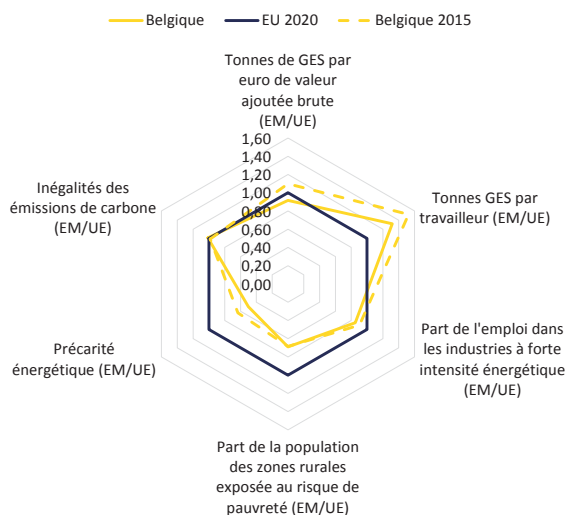 Belgique
EU 2020
Belgique 2015
Tonnes de GES par
euro de valeur
ajoutée brute
(EM/UE)
1,60
1,40
1,20
1,00
0,80
0,60
0,40
0,20
0,00
Tonnes GES par
travailleur (EM/UE)
Part de l'emploi dans
les industries à forte
intensité énergétique
(EM/UE)
Part de la population
des zones rurales
exposée au risque de
pauvreté (EM/UE)
Précarité
énergétique (EM/UE)
Inégalités des
émissions de carbone
(EM/UE)